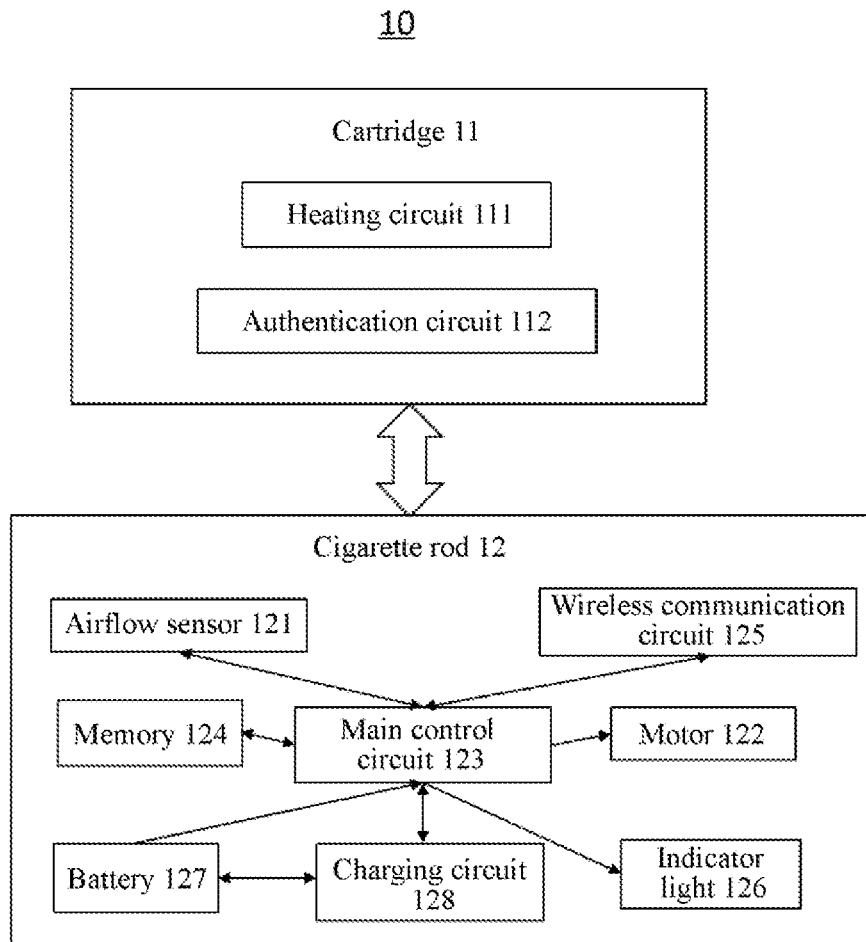 10
Cartridge 11
Heating circuit 111
Authentication circuit 112
Cigarette rod 12
Airflow sensor 121
Wireless communication
circuit 125
Memory 124
Main control
circuit 123
Motor 122
Battery 127
Charging circuit
128
Indicator
light 126